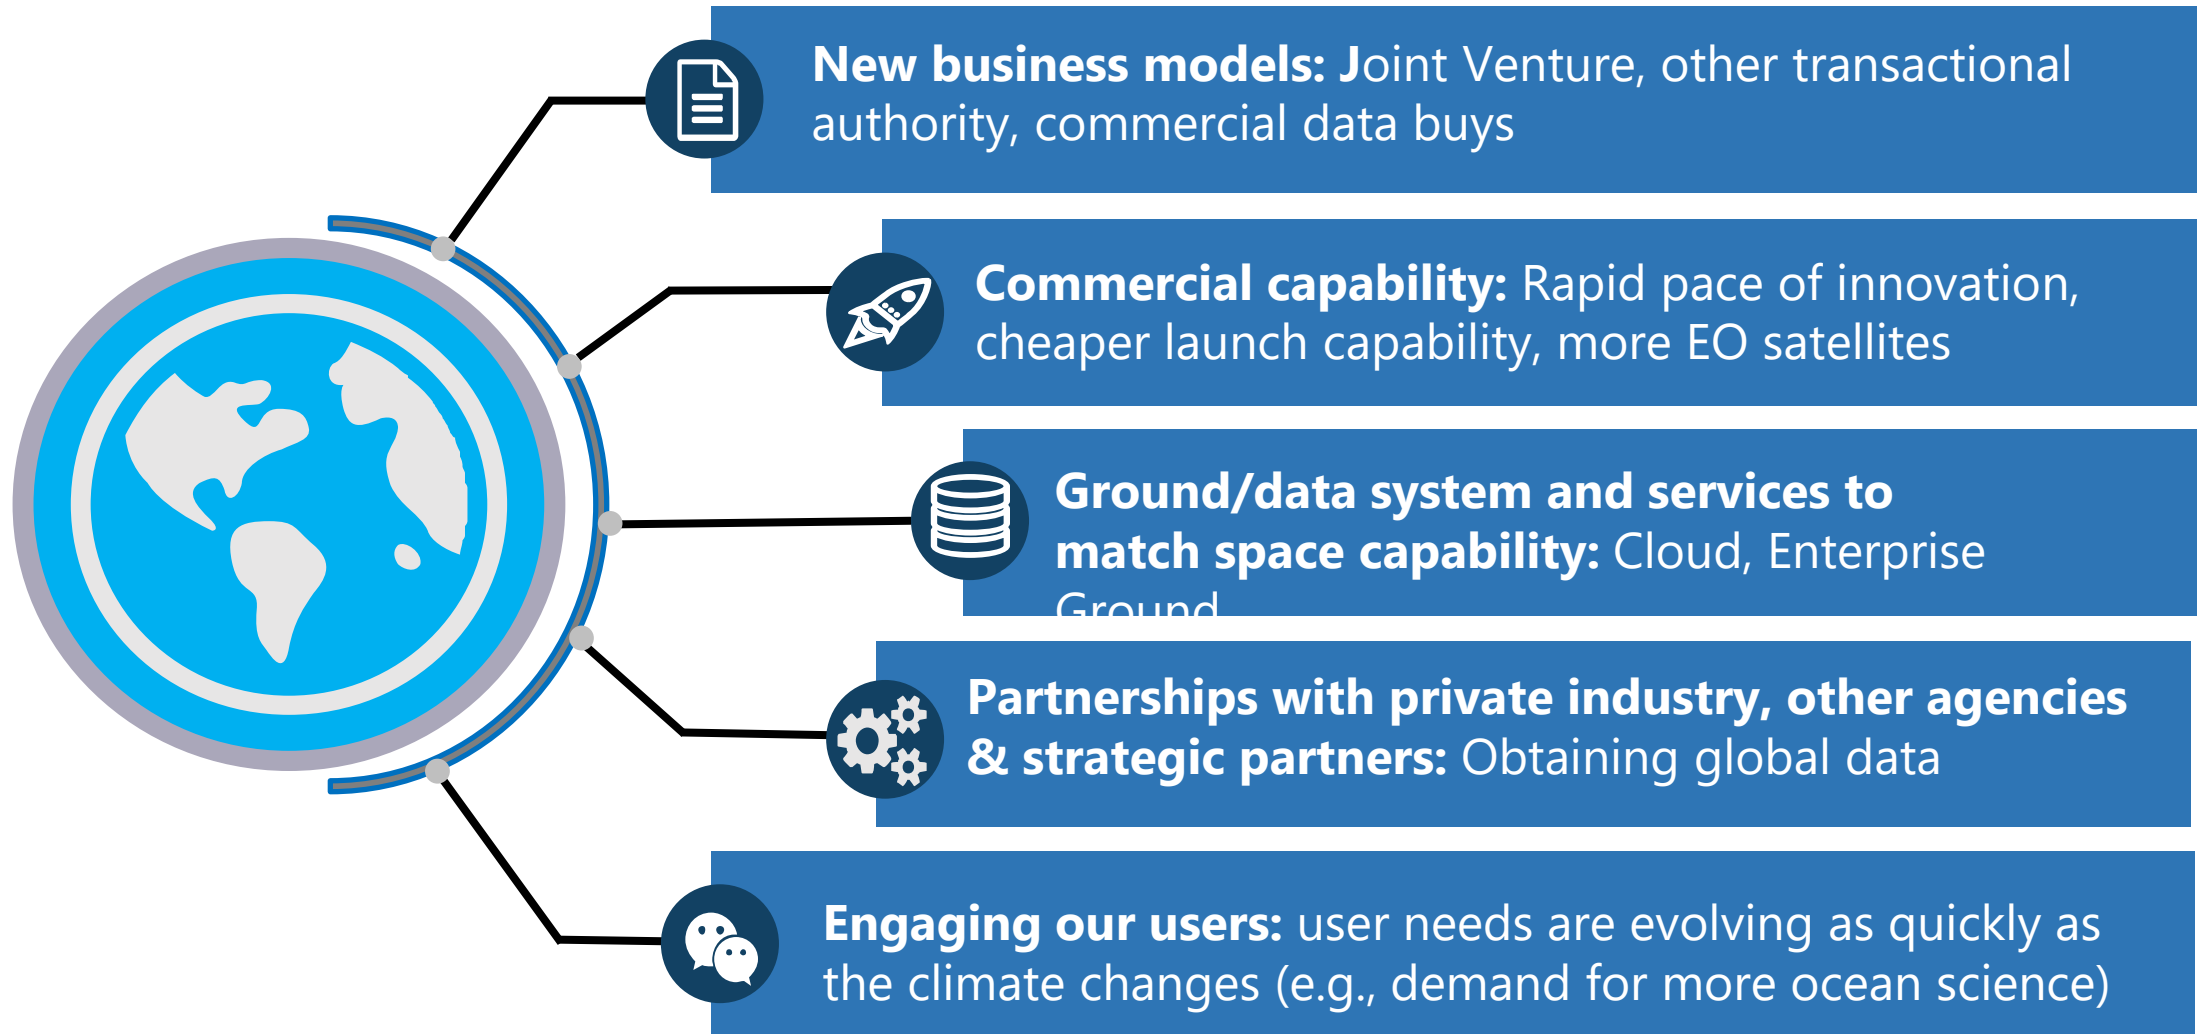 New business models: Joint Venture, other transactional
authority, commercial data buys
Commercial capability: Rapid pace of innovation,
cheaper launch capability, more EO satellites
Ground/data system and services to
match space capability: Cloud, Enterprise
Ground
Partnerships with private industry, other agencies
& strategic partners: Obtaining global data
Engaging our users: user needs are evolving as quickly as
the climate changes (e.g., demand for more ocean science)